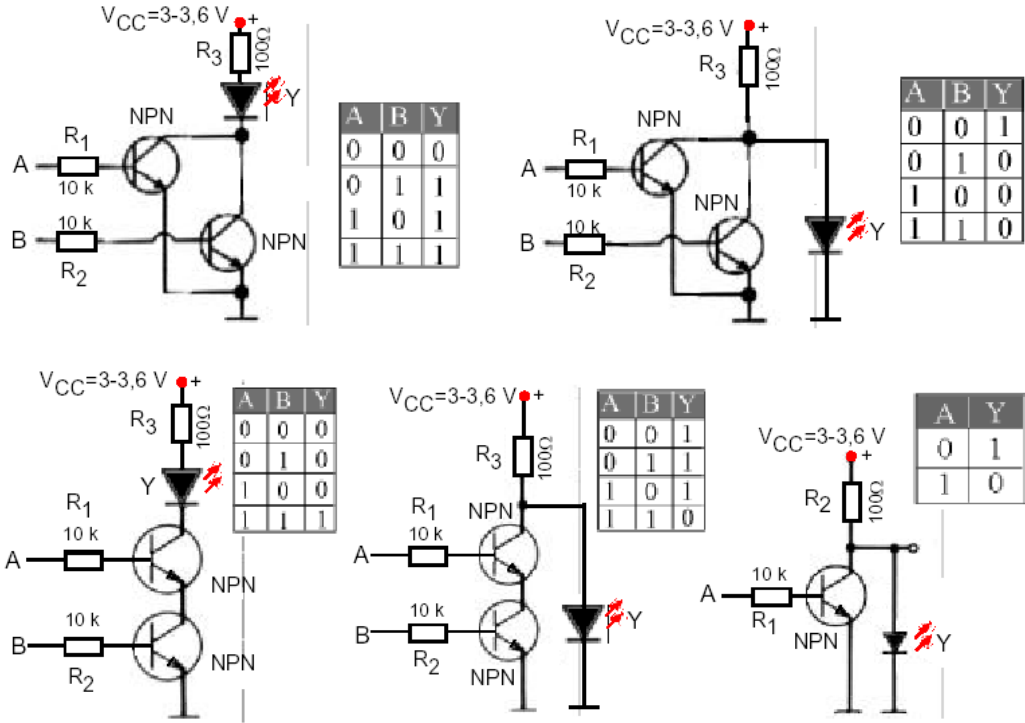 VCC=3-3,6 V +
R3 100Ω
Y
NPN
R1
A
10 k
10 k
B
NPN
R2
A B Y
0 0 0
0 1 1
1 0 1
1 1 1
VCC=3-3,6 V +
R3 100Ω
NPN
R1
A
10 k
NPN
10 k
B
Y
R2
A B Y
0 0 1
0 1 0
1 0 0
1 1 0
VCC=3-3,6 V +
R3 100Ω
Y
R1
10 k
A
NPN
10 k
B
NPN
R2
A B Y
0 0 0
0 1 0
1 0 0
1 1 1
VCC=3-3,6 V +
R3 100Ω
NPN
R1
10 k
A
10 k
Y
B
R2
NPN
A B Y
0 0 1
0 1 1
1 0 1
1 1 0
VCC=3-3,6 V
+
R2 100Ω
10 k
A
R1
NPN
Y
A Y
0 1
1 0